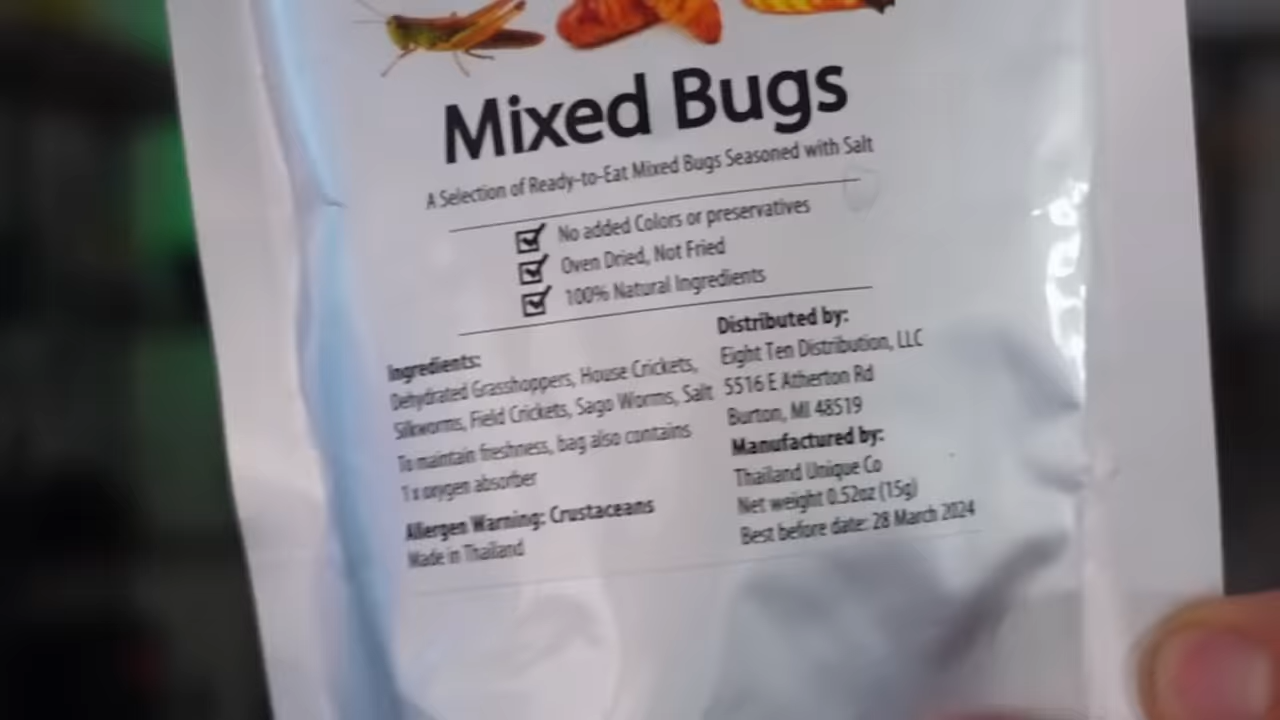 Mixed Bugs
A Selection of Ready-to-Eat Mixed Bugs Seasoned with Salt
No added Colors or preservatives
Oven Dried, Not Fried
100% Natural Ingredients
Ingredients:
Dehydrated Grasshoppers, House Crickets,
Silkworms, Field Crickets, Sago Worms, Salt
To maintain freshness, bag also contains
1 x oxygen absorber
Allergen Warning: Crustaceans
Made in Thailand
Distributed by:
Eight Ten Distribution, LLC
5516 E Atherton Rd
Burton, MI 48519
Manufactured by:
Thailand Unique Co
Net weight 0.52oz (15g)
Best before date: 28 March 2024